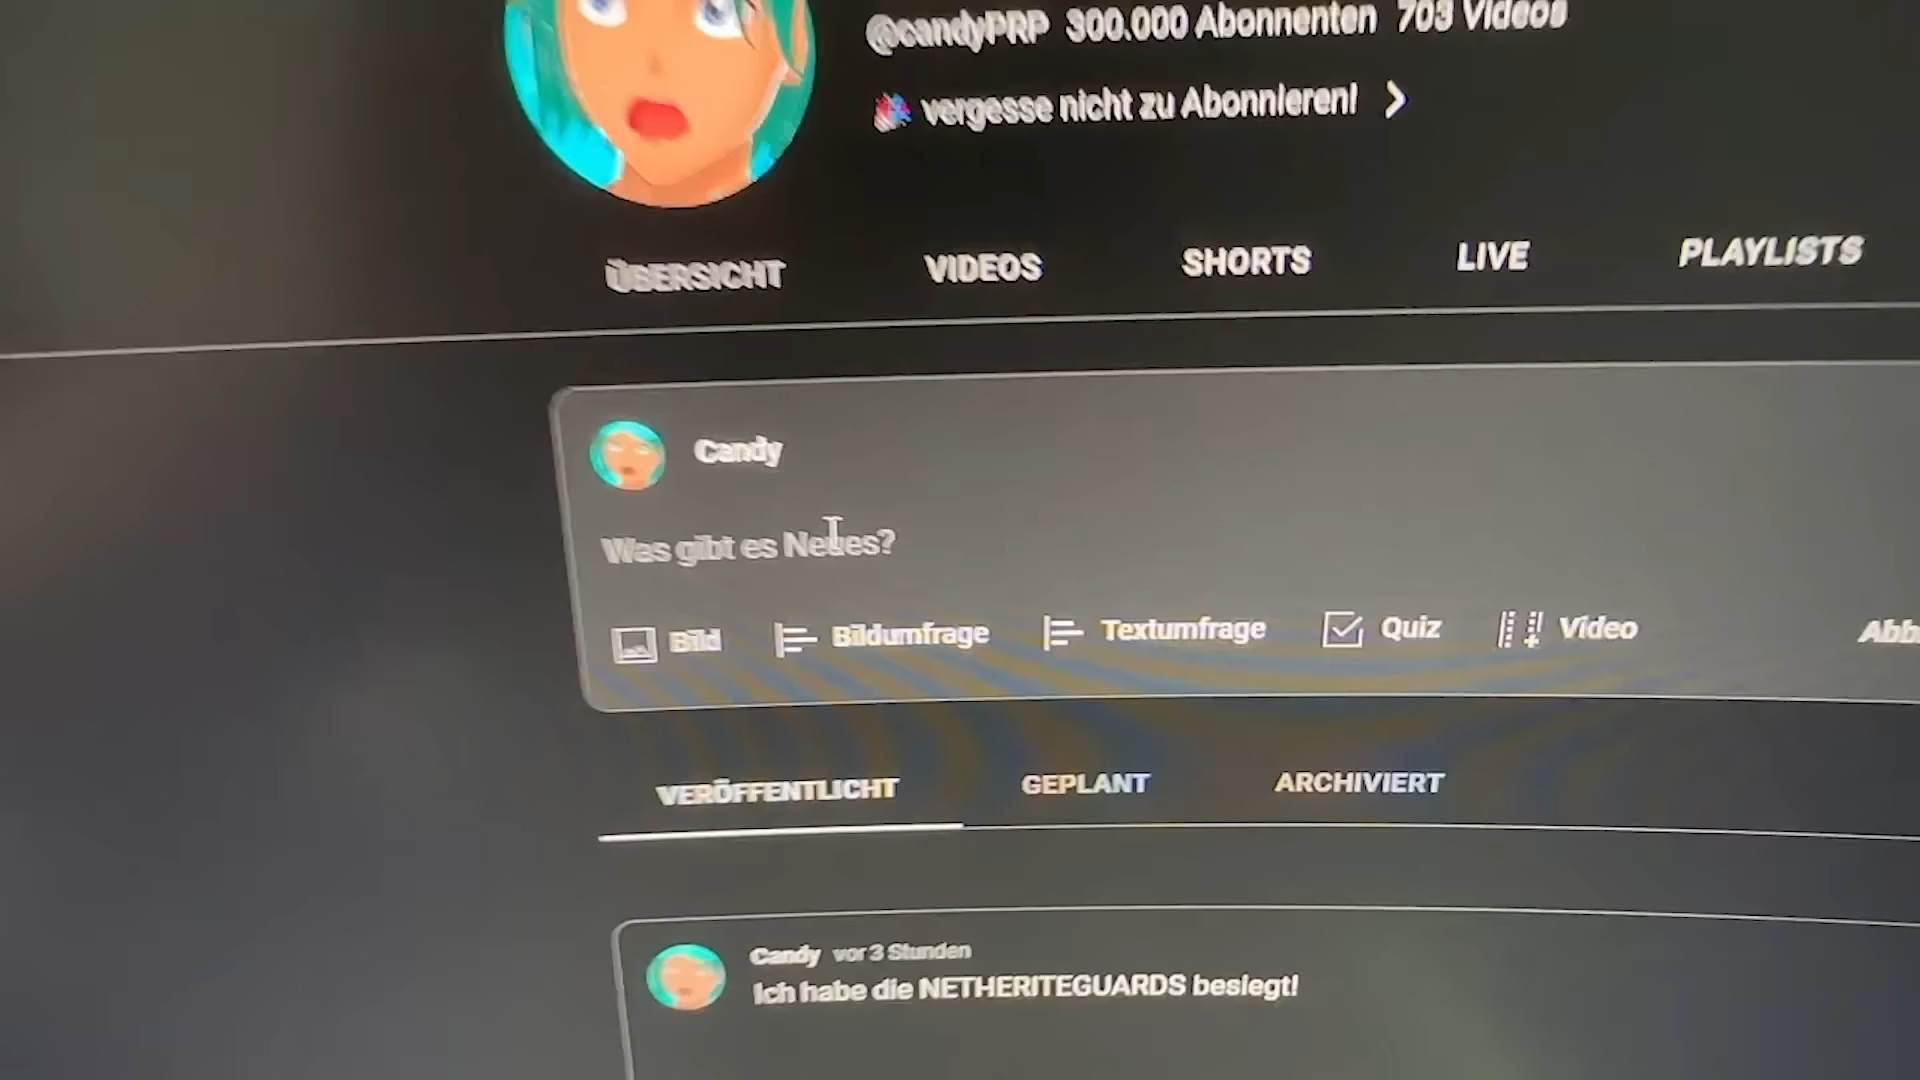 @candyPRP 300.000 Abonnenten 703 Videos
vergesse nicht zu Abonnieren!
ÜBERSICHT VIDEOS SHORTS LIVE PLAYLISTS
Candy
Was gibt es Neues?
Bild Bildumfrage Textumfrage Quiz Video Abb
VERÖFFENTLICHT GEPLANT ARCHIVIERT
Candy vor 3 Stunden
Ich habe die NETHERITEGUARDS besiegt!